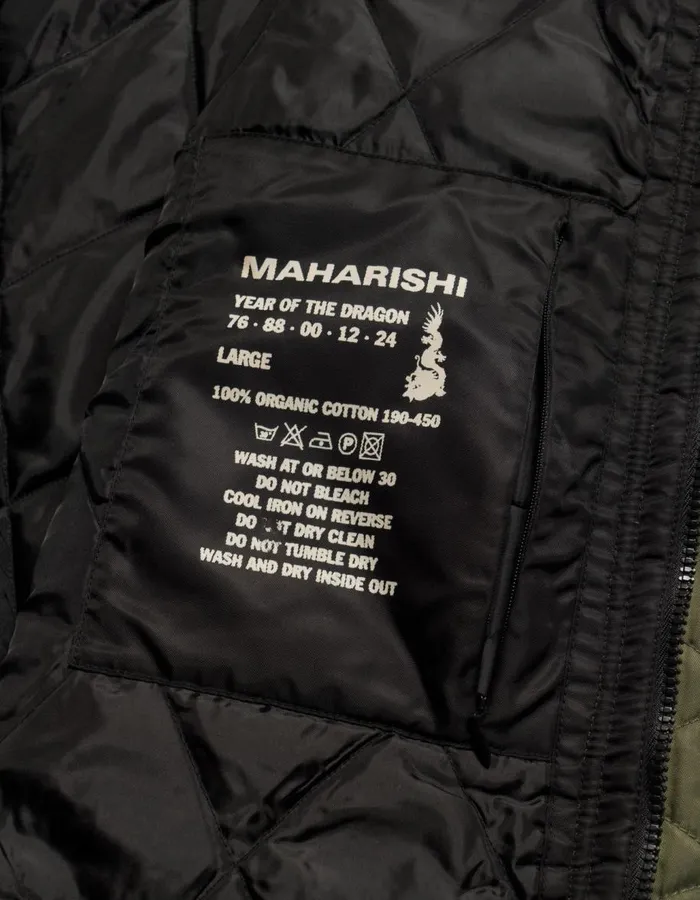 MAHARISHI
YEAR OF THE DRAGON
76 · 88 · 00 · 12 · 24
LARGE
100% ORGANIC COTTON 190-450
30° P
WASH AT OR BELOW 30
DO NOT BLEACH
COOL IRON ON REVERSE
DO NOT DRY CLEAN
DO NOT TUMBLE DRY
WASH AND DRY INSIDE OUT